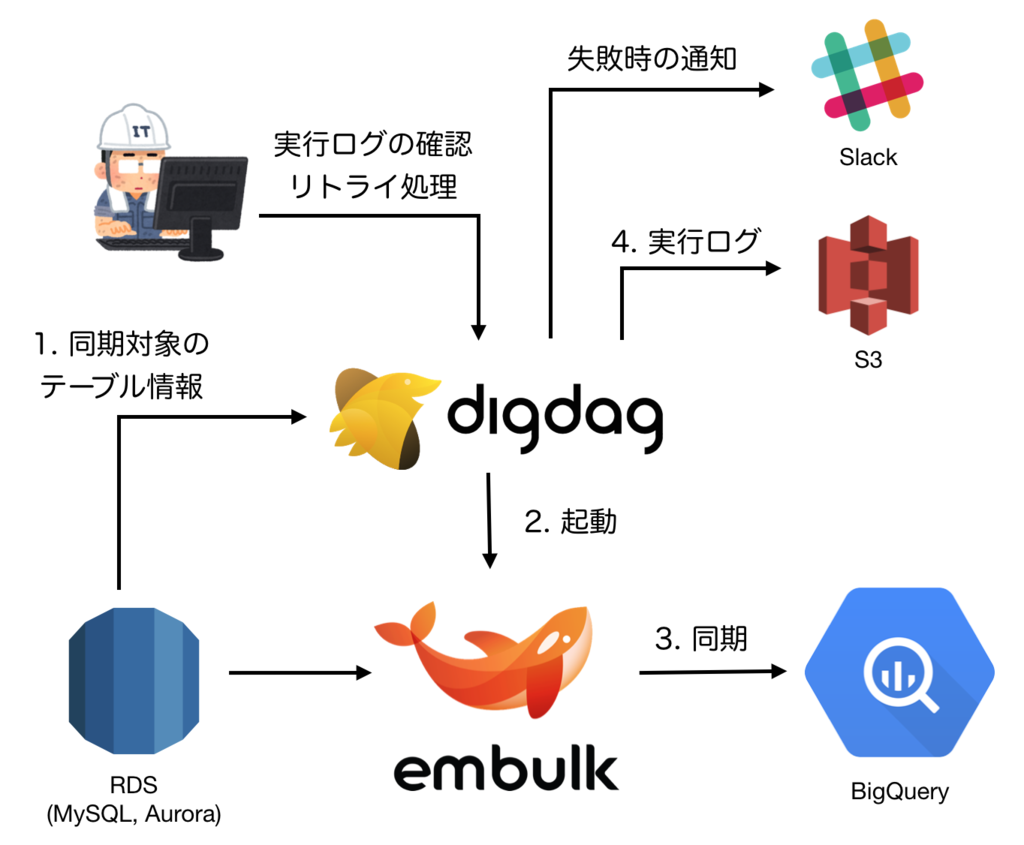 失敗時の通知
Slack
IT
実行ログの確認
リトライ処理
4. 実行ログ
S3
1. 同期対象の
テーブル情報
digdag
2. 起動
3. 同期
embulk
RDS
(MySQL, Aurora)
BigQuery